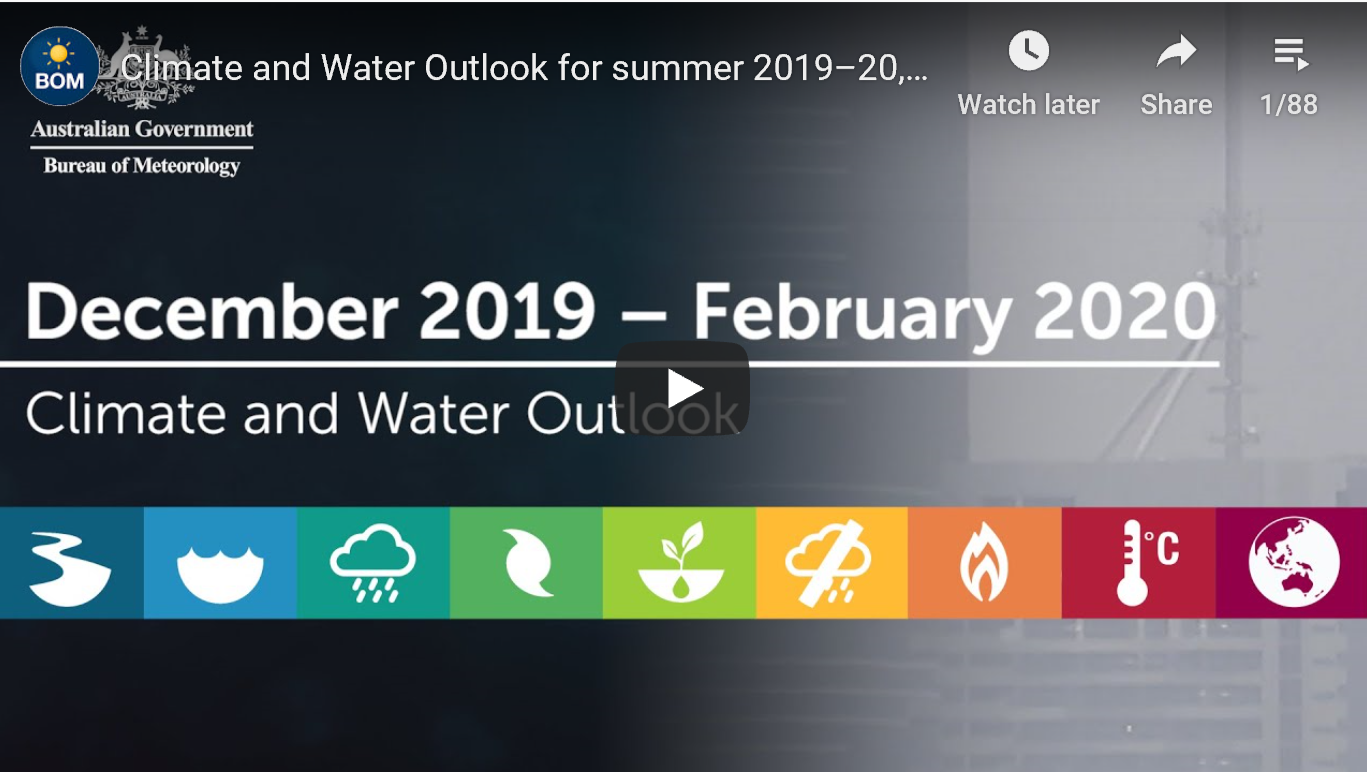 BOM
Climate and Water Outlook for summer 2019–20,...
Watch later
Share
1/88
Australian Government
Bureau of Meteorology
December 2019 – February 2020
Climate and Water Outlook
°C